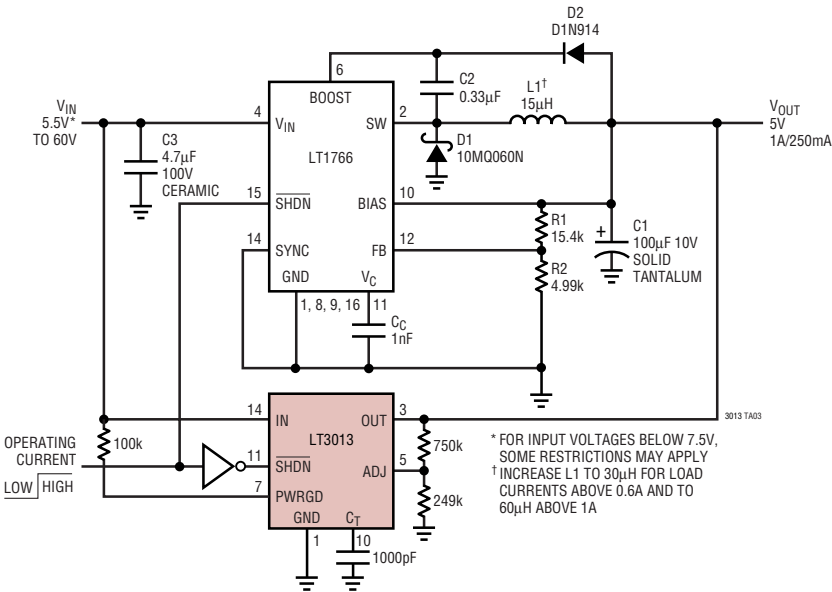 D2
D1N914
6
BOOST
C2
0.33µF
L1†
15µH
VIN
5.5V*
TO 60V
4
VIN
SW
2
VOUT
5V
1A/250mA
C3
4.7µF
100V
CERAMIC
LT1766
D1
10MQ060N
15
SHDN
BIAS
10
R1
15.4k
C1
+
100µF 10V
SOLID
TANTALUM
14
SYNC
FB
12
R2
4.99k
GND
VC
1, 8, 9, 16
11
CC
1nF
14
IN
OUT
3
3013 TA03
OPERATING
CURRENT
LOW HIGH
100k
LT3013
750k
11
SHDN
ADJ
5
7
PWRGD
249k
GND
CT
1
10
1000pF
* FOR INPUT VOLTAGES BELOW 7.5V,
SOME RESTRICTIONS MAY APPLY
† INCREASE L1 TO 30µH FOR LOAD
CURRENTS ABOVE 0.6A AND TO
60µH ABOVE 1A